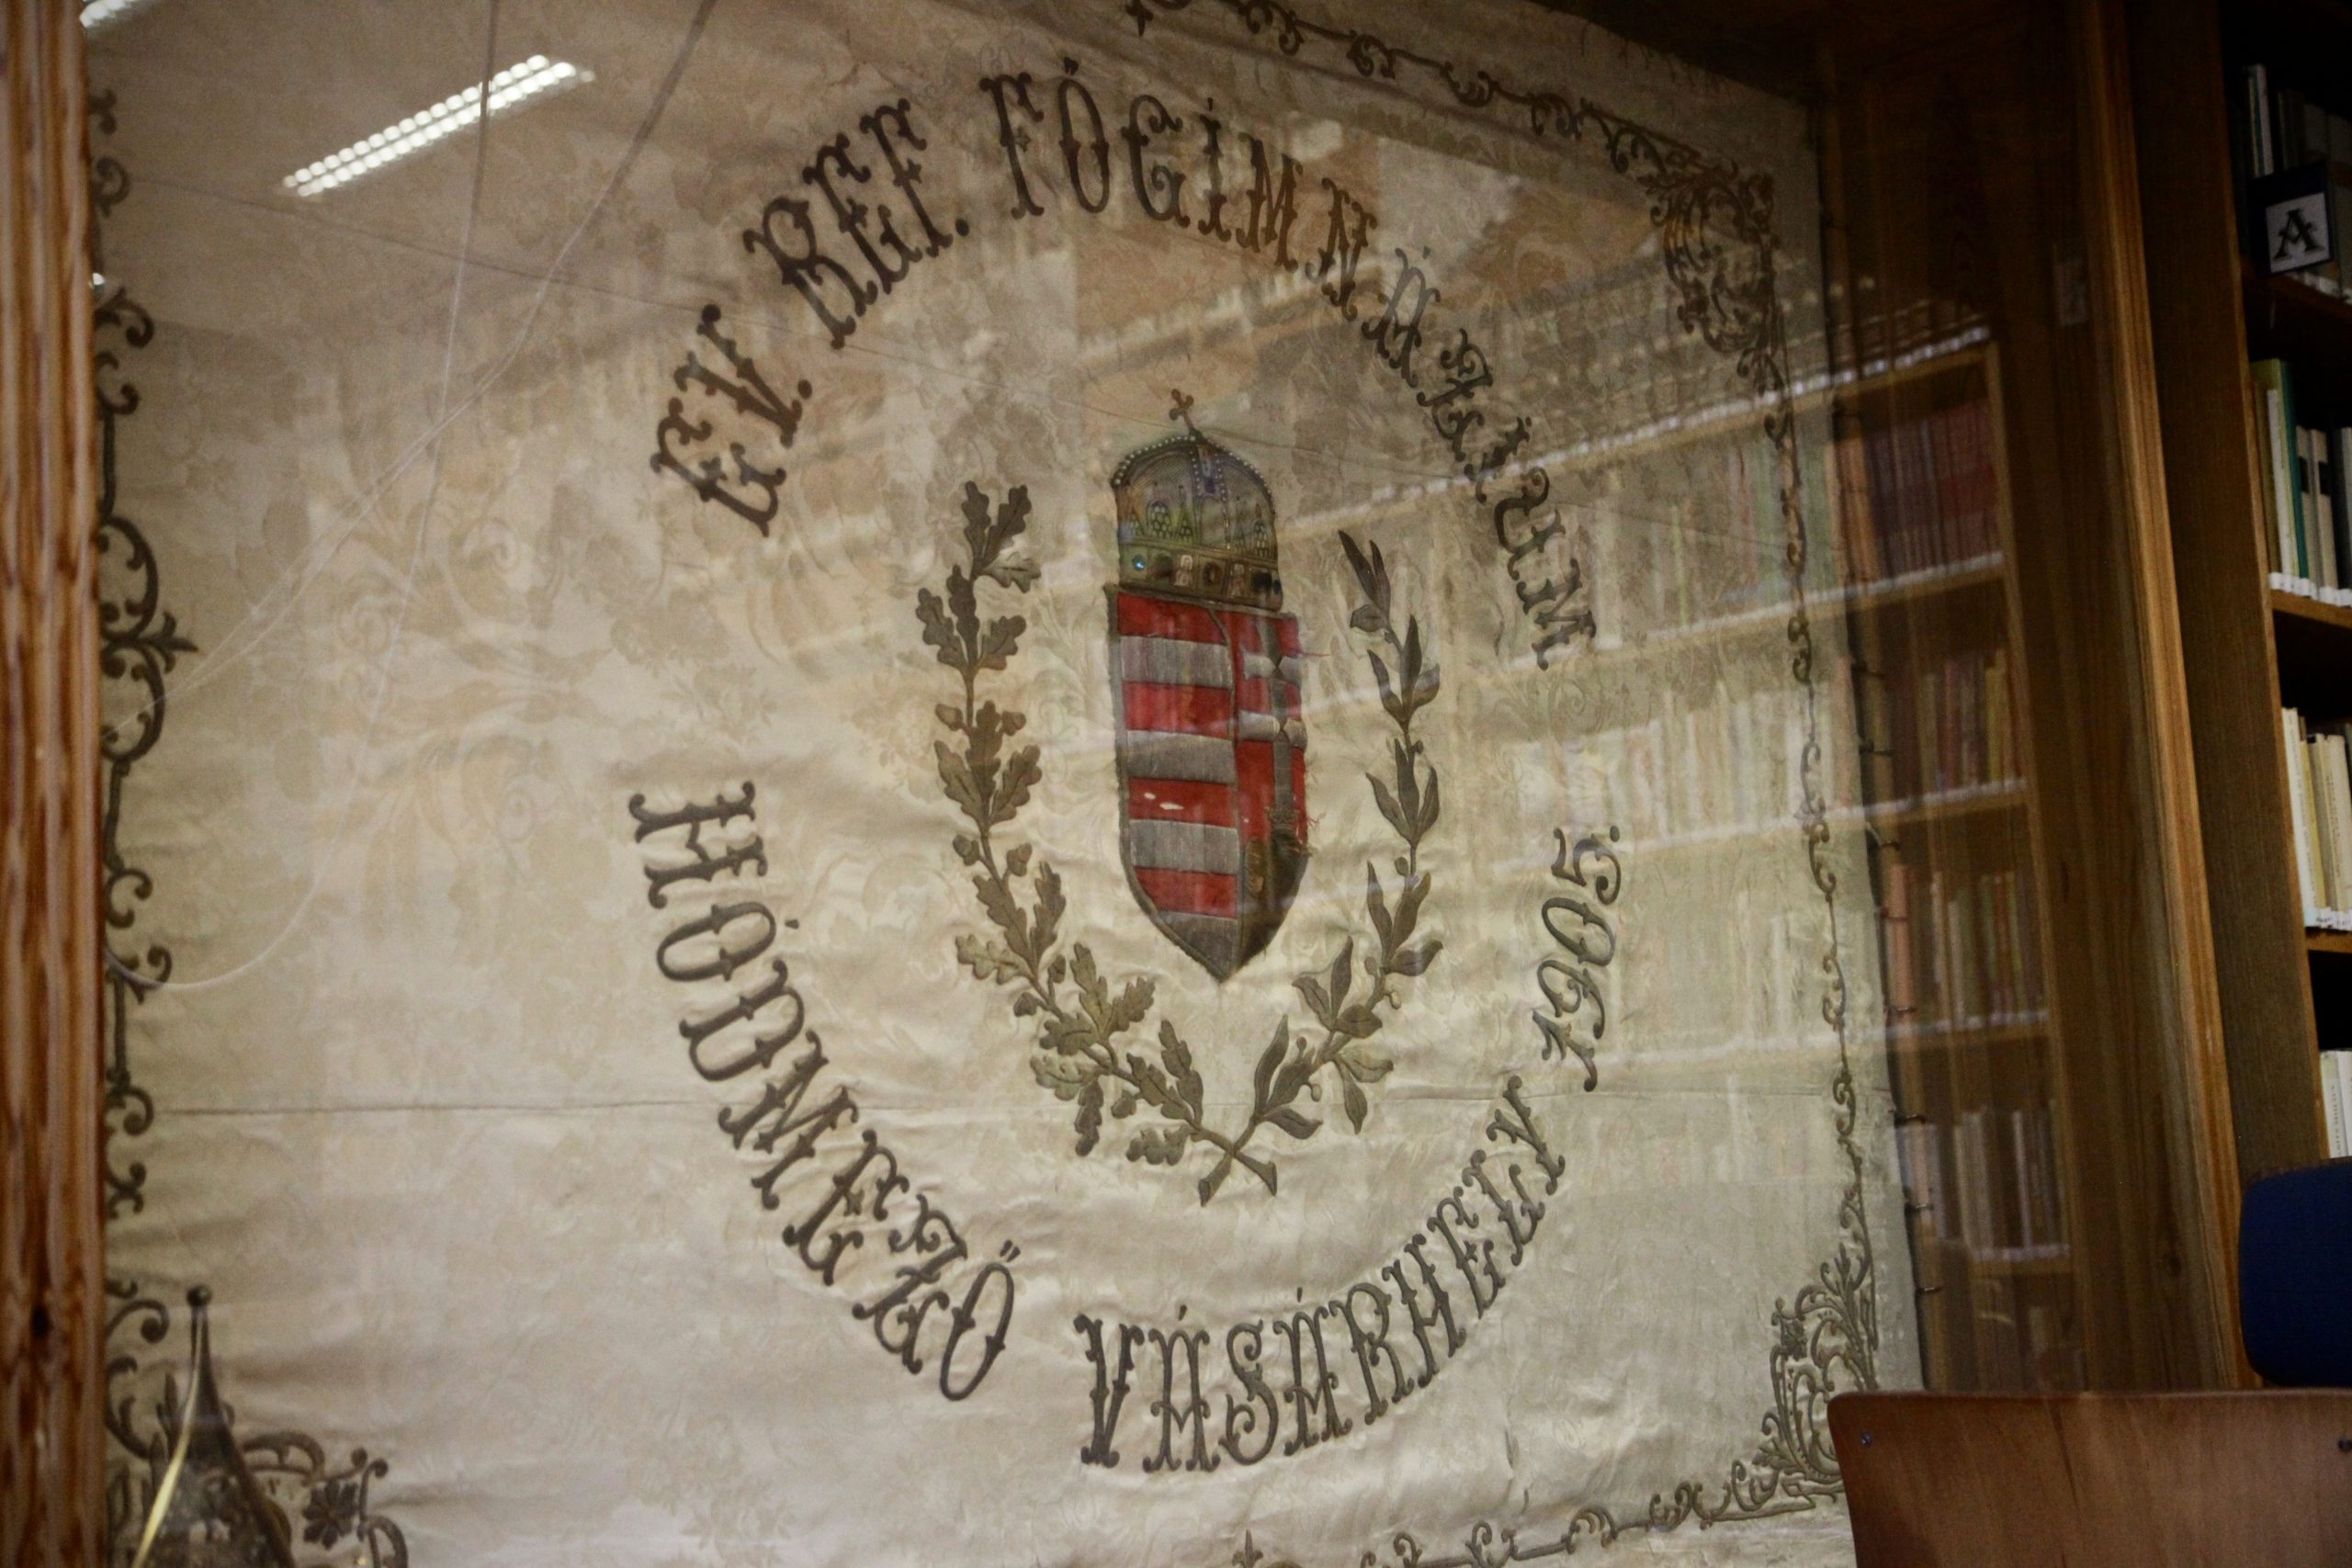 EV. REF. FŐGIMNÁZIUM
HÓDMEZŐ VÁSÁRHELY 1905.
A